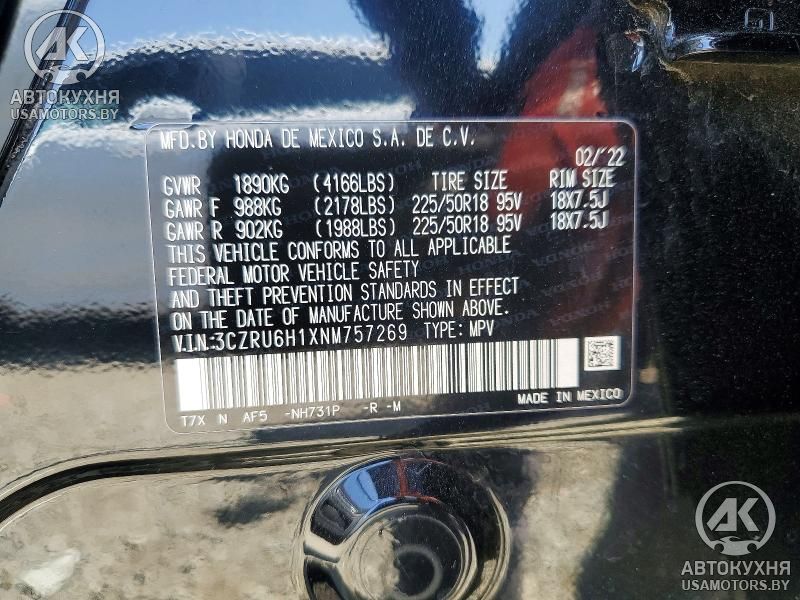 АК
АВТОКУХНЯ
USAMOTORS.BY
MFD.BY HONDA DE MEXICO S.A. DE C.V.
02/'22
GVWR 1890KG (4166LBS) TIRE SIZE RIM SIZE
GAWR F 988KG (2178LBS) 225/50R18 95V 18X7.5J
GAWR R 902KG (1988LBS) 225/50R18 95V 18X7.5J
THIS VEHICLE CONFORMS TO ALL APPLICABLE
FEDERAL MOTOR VEHICLE SAFETY
AND THEFT PREVENTION STANDARDS IN EFFECT
ON THE DATE OF MANUFACTURE SHOWN ABOVE.
V.I.N:3CZRU6H1XNM757269 TYPE: MPV
T7X N AF5 -NH731P -R -M
MADE IN MEXICO
АК
АВТОКУХНЯ
USAMOTORS.BY